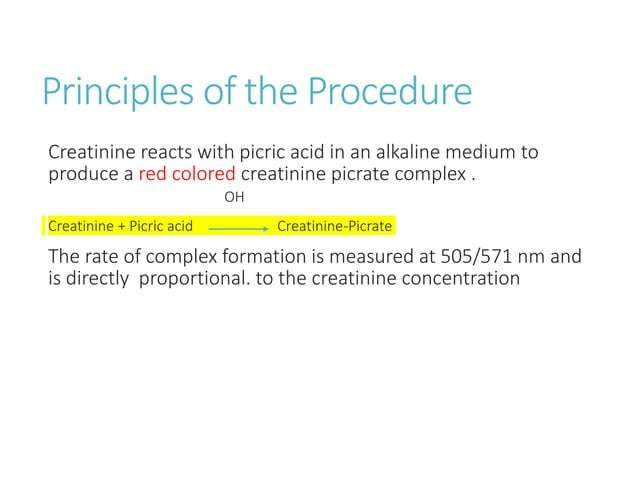 Principles of the Procedure
Creatinine reacts with picric acid in an alkaline medium to
produce a red colored creatinine picrate complex .
OH
Creatinine + Picric acid Creatinine-Picrate
The rate of complex formation is measured at 505/571 nm and
is directly  proportional. to the creatinine concentration